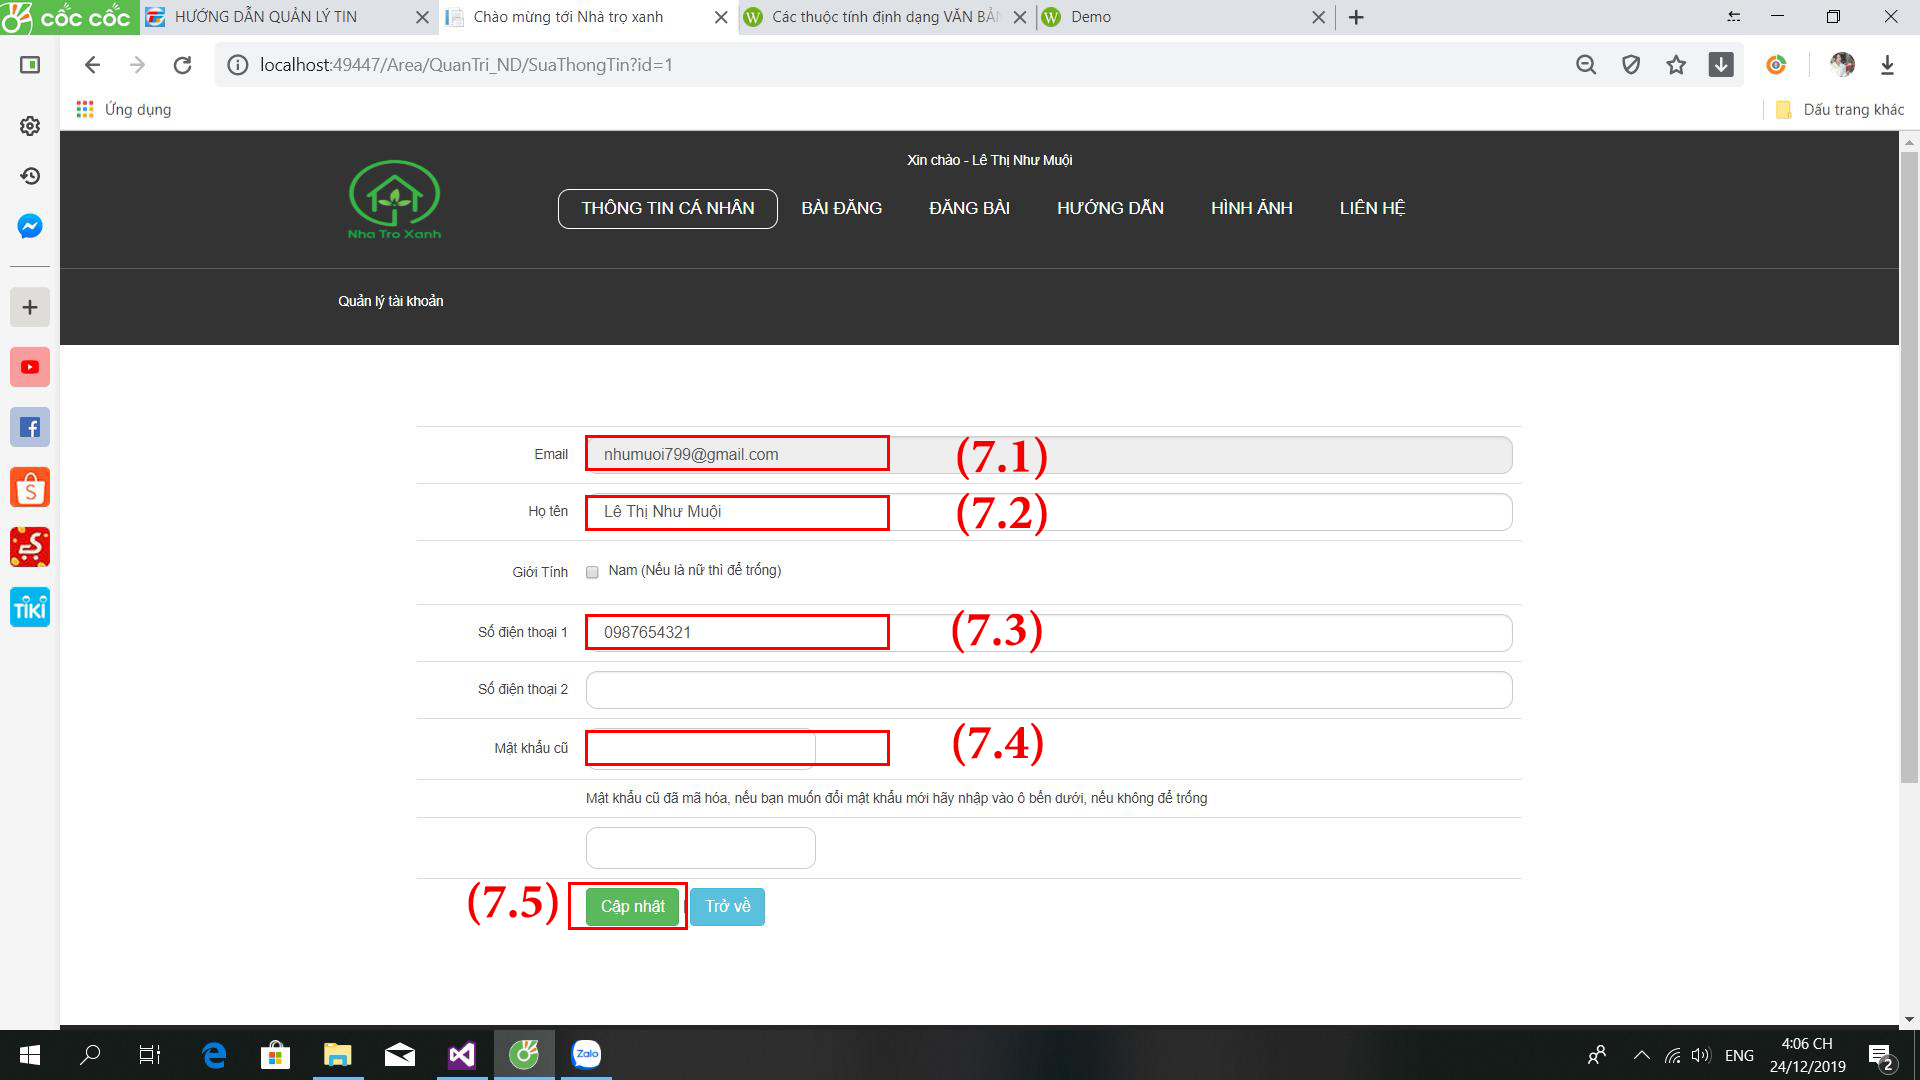 cốc cốc
HƯỚNG DẪN QUẢN LÝ TIN
Chào mừng tới Nhà trọ xanh
Các thuộc tính định dạng VĂN BẢN
Demo
localhost:49447/Area/QuanTri_ND/SuaThongTin?id=1
Ứng dụng
Dấu trang khác
Xin chào - Lê Thị Như Muội
Nha Tro Xanh
THÔNG TIN CÁ NHÂN
BÀI ĐĂNG
ĐĂNG BÀI
HƯỚNG DẪN
HÌNH ẢNH
LIÊN HỆ
Quản lý tài khoản
Email
nhumuoi799@gmail.com
(7.1)
Họ tên
Lê Thị Như Muội
(7.2)
Giới Tính
Nam (Nếu là nữ thì để trống)
Số điện thoại 1
0987654321
(7.3)
Số điện thoại 2
Mật khẩu cũ
(7.4)
Mật khẩu cũ đã mã hóa, nếu bạn muốn đổi mật khẩu mới hãy nhập vào ô bến dưới, nếu không để trống
(7.5)
Cập nhật
Trở về
TIKI
Zalo
ENG
4:06 CH
24/12/2019
2